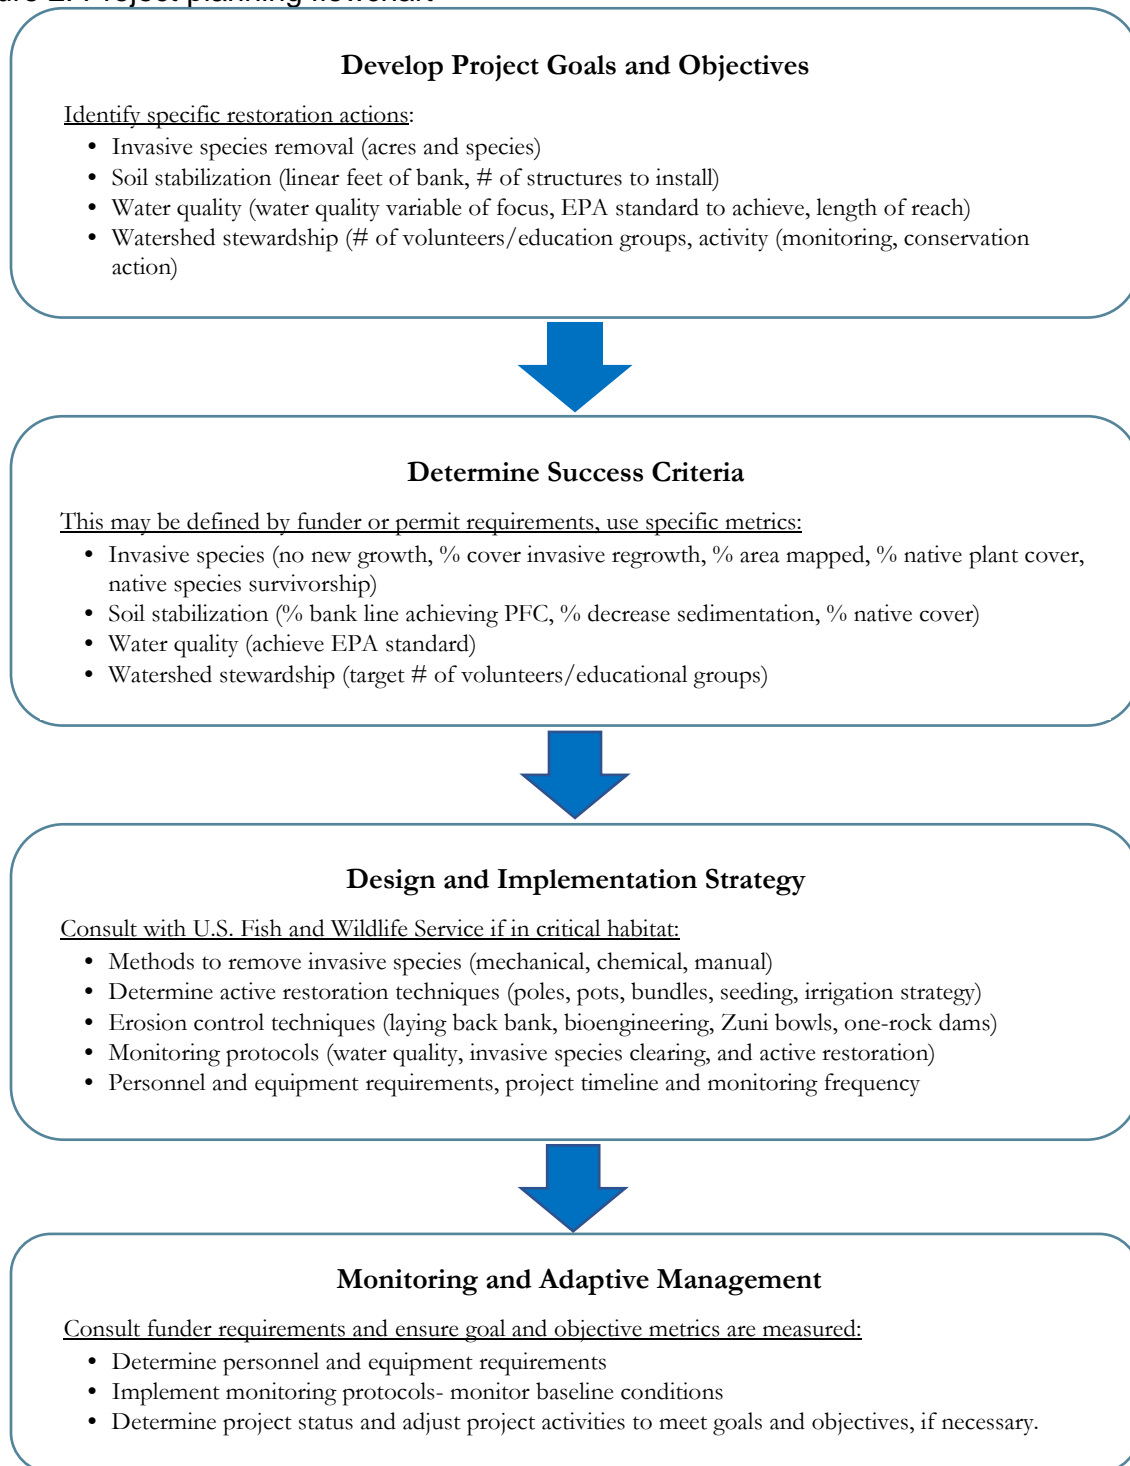 2. Project planning flowchart
Develop Project Goals and Objectives
Identify specific restoration actions:
• Invasive species removal (acres and species)
• Soil stabilization (linear feet of bank, # of structures to install)
• Water quality (water quality variable of focus, EPA standard to achieve, length of reach)
• Watershed stewardship (# of volunteers/education groups, activity (monitoring, conservation
action)
Determine Success Criteria
This may be defined by funder or permit requirements, use specific metrics:
• Invasive species (no new growth, % cover invasive regrowth, % area mapped, % native plant cover,
native species survivorship)
• Soil stabilization (% bank line achieving PFC, % decrease sedimentation, % native cover)
• Water quality (achieve EPA standard)
• Watershed stewardship (target # of volunteers/educational groups)
Design and Implementation Strategy
Consult with U.S. Fish and Wildlife Service if in critical habitat:
• Methods to remove invasive species (mechanical, chemical, manual)
• Determine active restoration techniques (poles, pots, bundles, seeding, irrigation strategy)
• Erosion control techniques (laying back bank, bioengineering, Zuni bowls, one-rock dams)
• Monitoring protocols (water quality, invasive species clearing, and active restoration)
• Personnel and equipment requirements, project timeline and monitoring frequency
Monitoring and Adaptive Management
Consult funder requirements and ensure goal and objective metrics are measured:
• Determine personnel and equipment requirements
• Implement monitoring protocols- monitor baseline conditions
• Determine project status and adjust project activities to meet goals and objectives, if necessary.